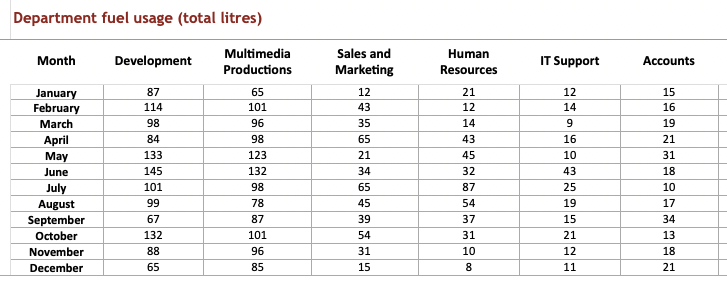 Department fuel usage (total litres)
Month Development Multimedia Productions Sales and Marketing Human Resources IT Support Accounts
January 87 65 12 21 12 15
February 114 101 43 12 14 16
March 98 96 35 14 9 19
April 84 98 65 43 16 21
May 133 123 21 45 10 31
June 145 132 34 32 43 18
July 101 98 65 87 25 10
August 99 78 45 54 19 17
September 67 87 39 37 15 34
October 132 101 54 31 21 13
November 88 96 31 10 12 18
December 65 85 15 8 11 21